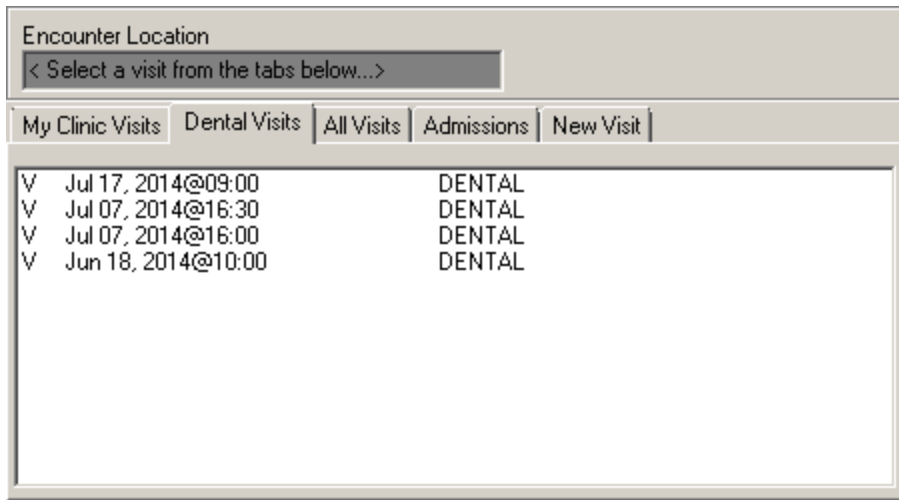 Encounter Location
< Select a visit from the tabs below...>
My Clinic Visits Dental Visits All Visits Admissions New Visit
V Jul 17, 2014@09:00 DENTAL
V Jul 07, 2014@16:30 DENTAL
V Jul 07, 2014@16:00 DENTAL
V Jun 18, 2014@10:00 DENTAL